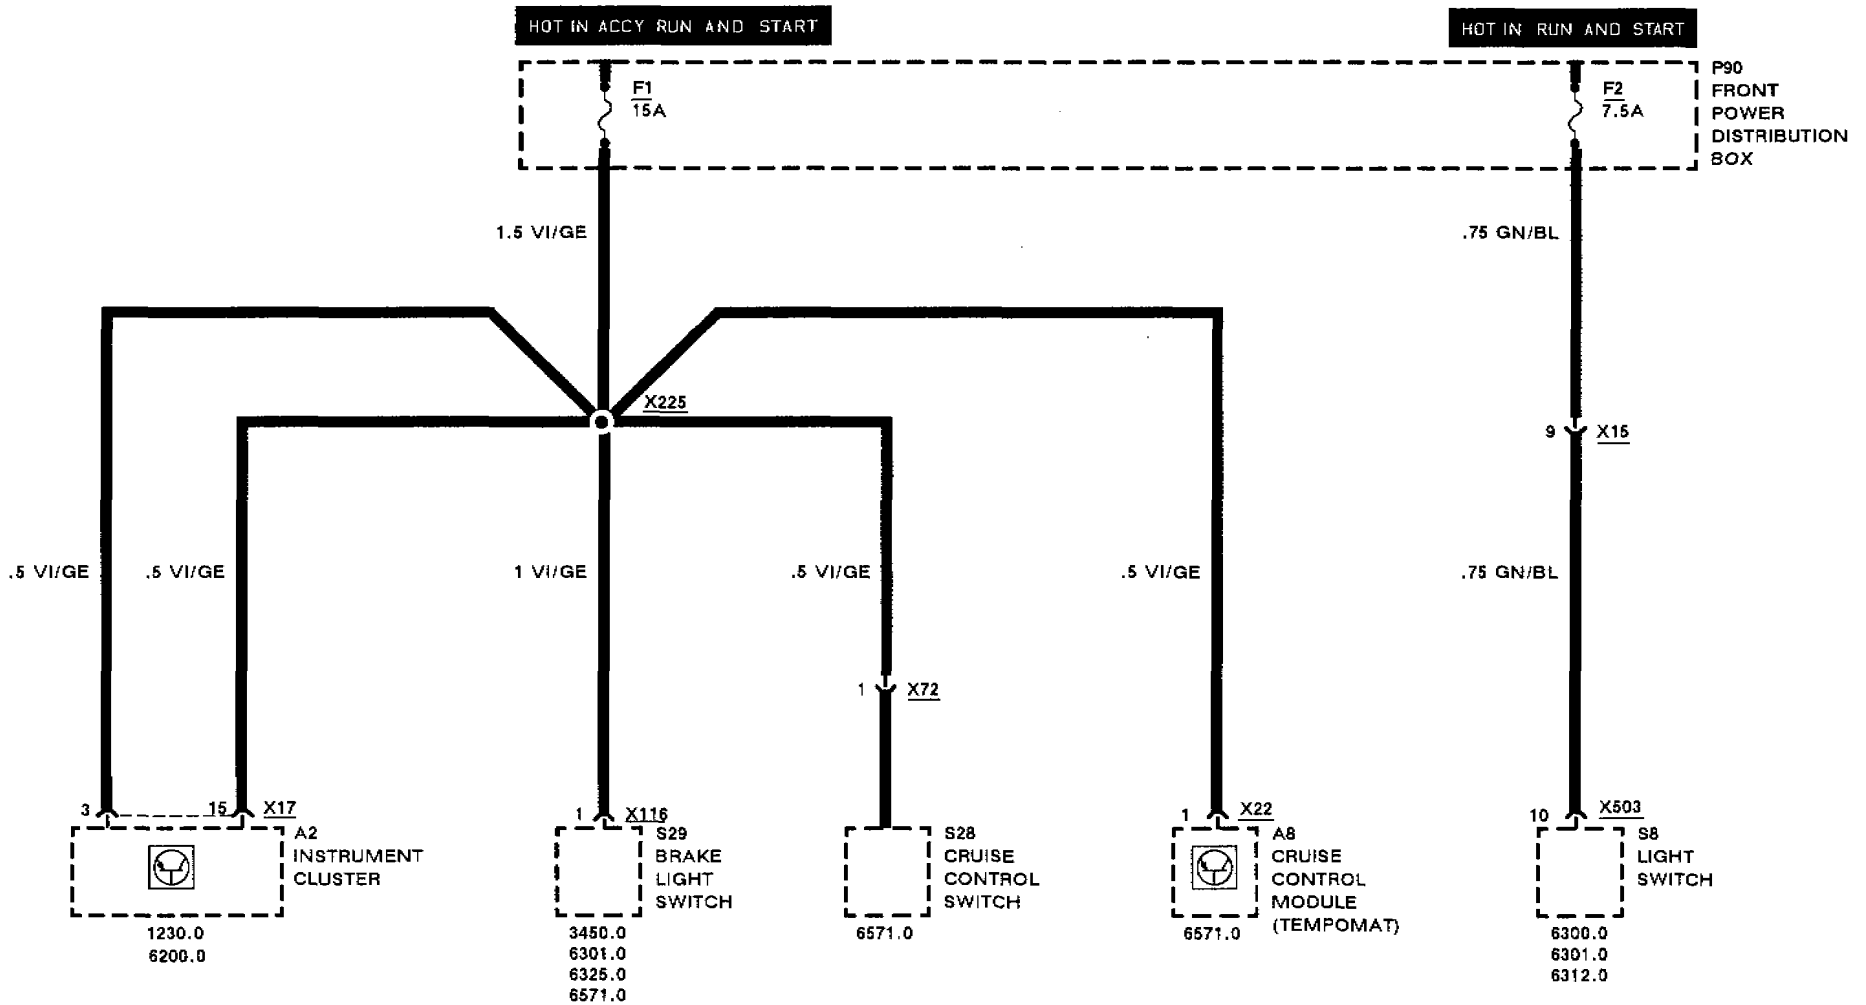 HOT IN ACCY RUN AND START
HOT IN RUN AND START
F1
15A
F2
7.5A
P90
FRONT
POWER
DISTRIBUTION
BOX
1.5 VI/GE
.75 GN/BL
X225
9
X15
.5 VI/GE
.5 VI/GE
1 VI/GE
.5 VI/GE
.5 VI/GE
.75 GN/BL
1
X72
3
15
X17
1
X116
1
X22
10
X503
A2
INSTRUMENT
CLUSTER
S29
BRAKE
LIGHT
SWITCH
S28
CRUISE
CONTROL
SWITCH
A8
CRUISE
CONTROL
MODULE
(TEMPOMAT)
S8
LIGHT
SWITCH
1230.0
6200.0
3450.0
6301.0
6325.0
6571.0
6571.0
6571.0
6300.0
6301.0
6312.0